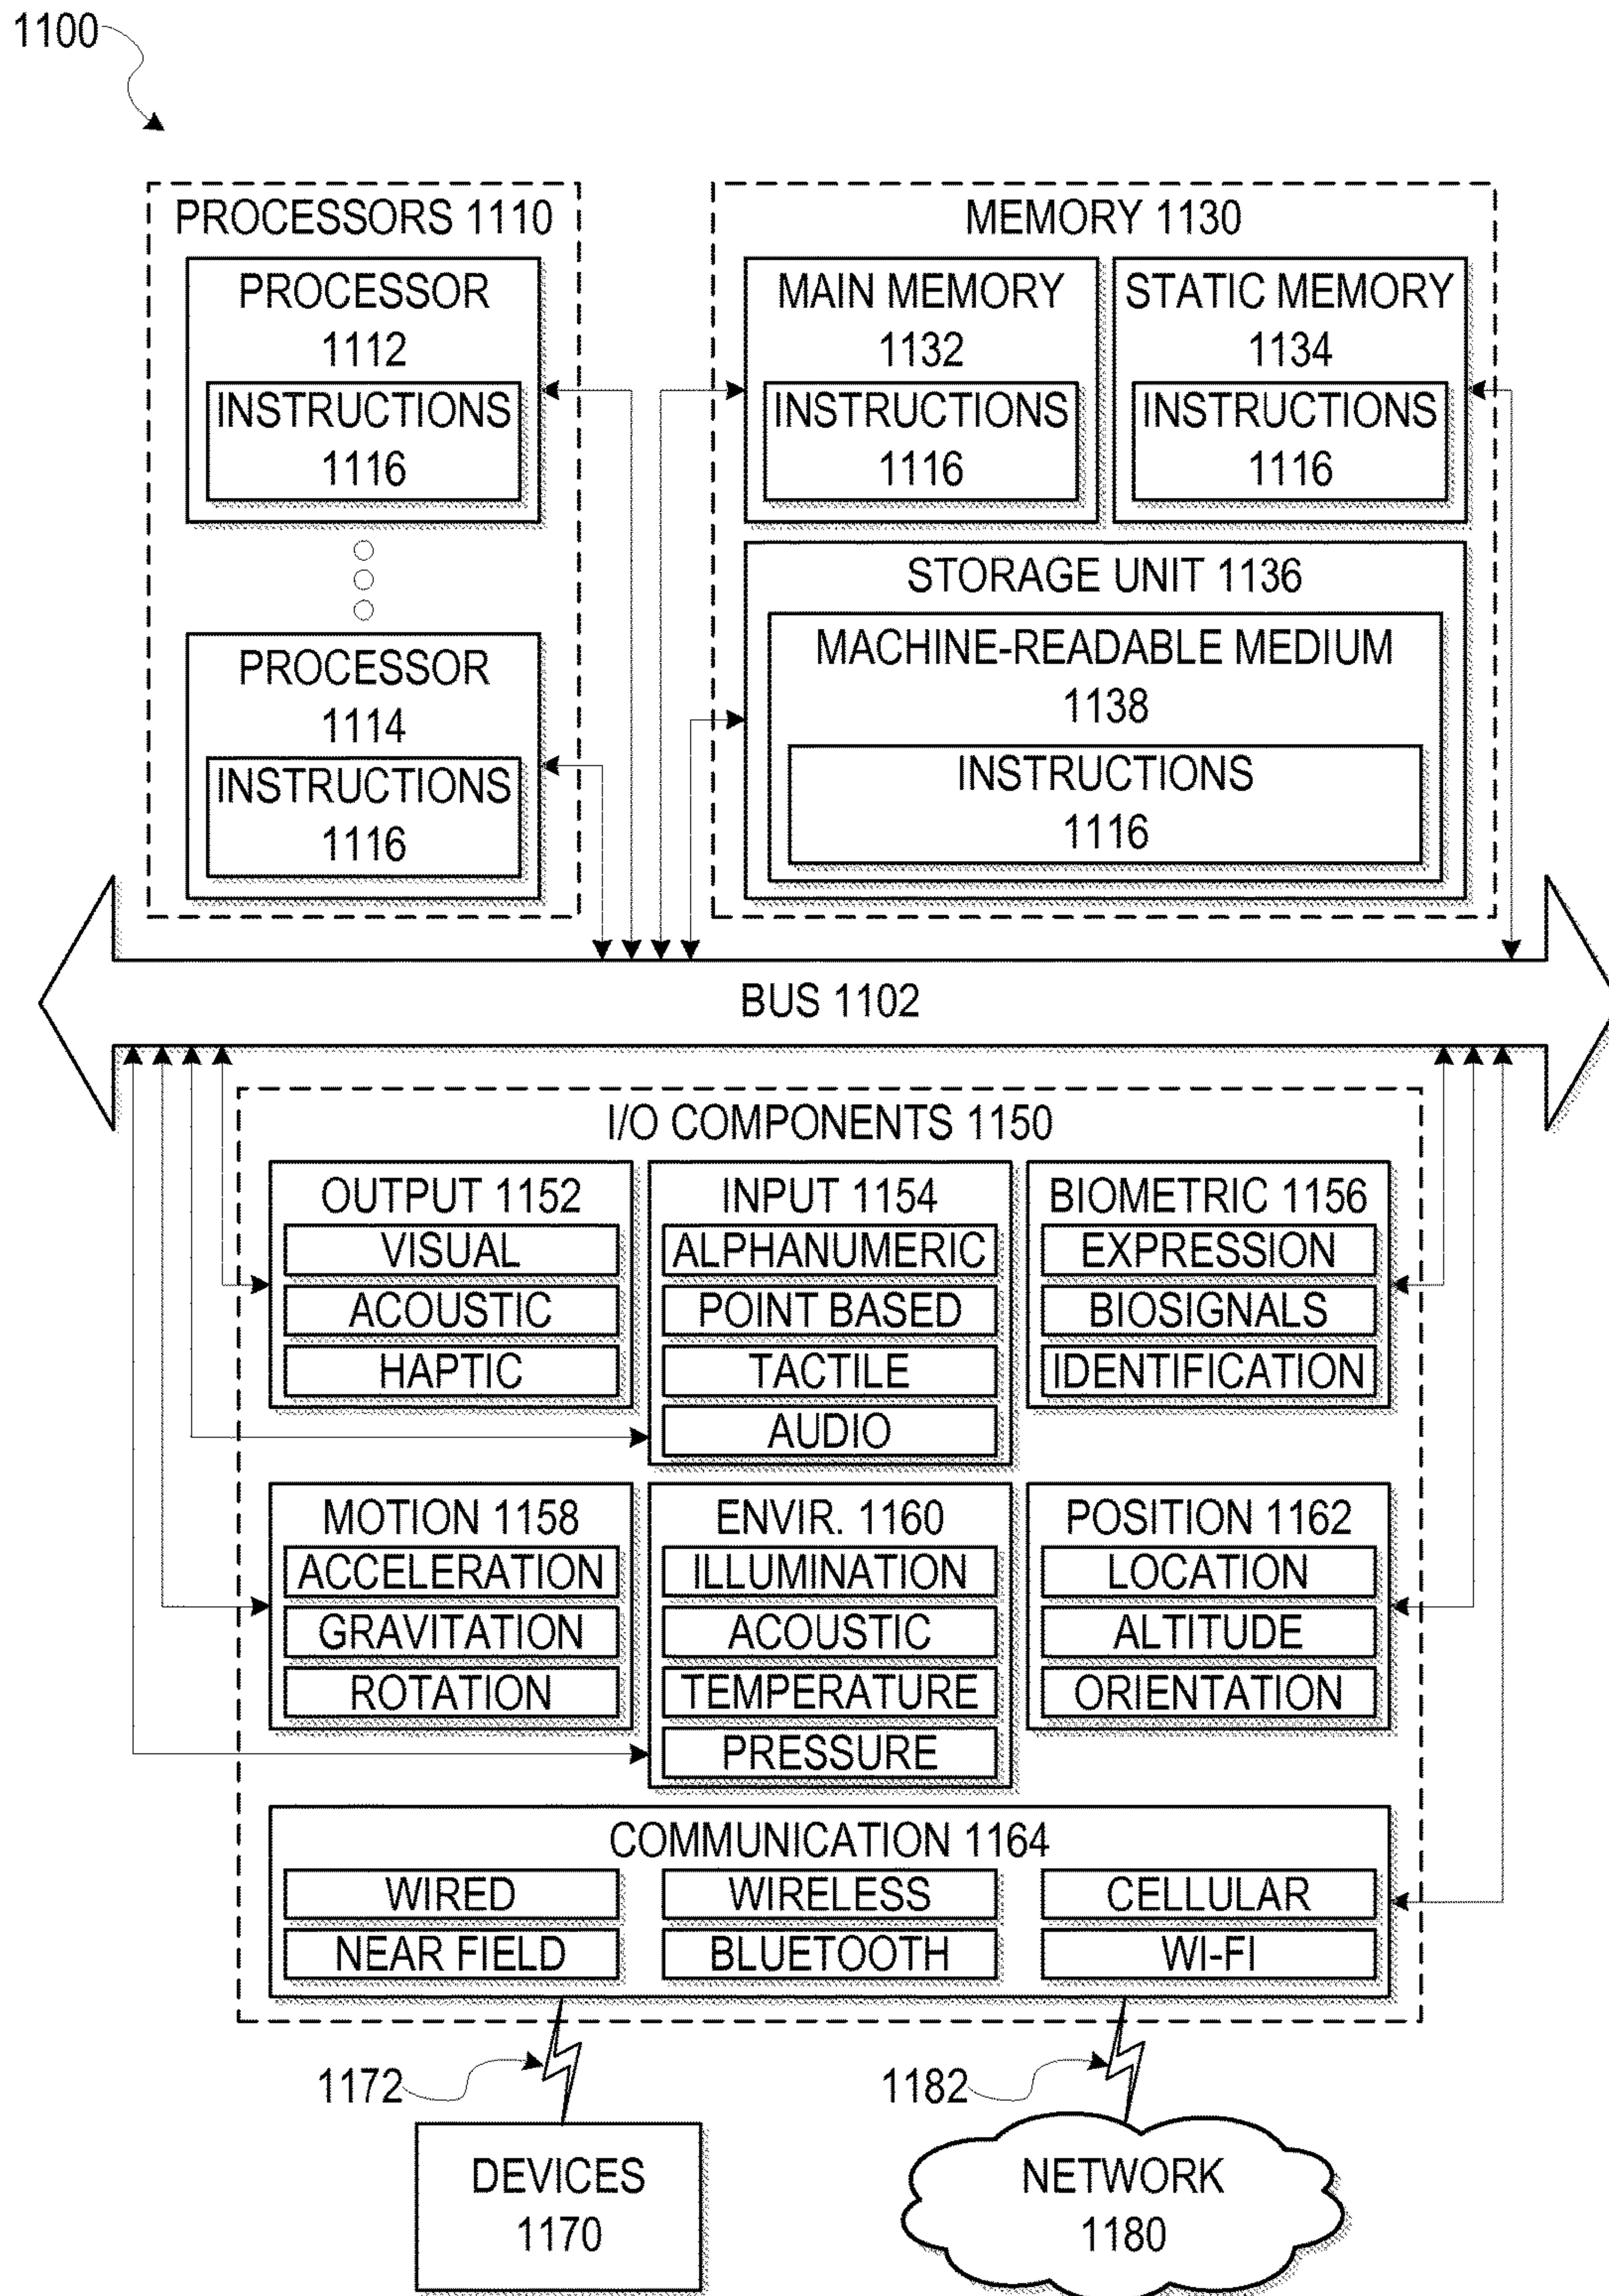 1100
PROCESSORS 1110
PROCESSOR
1112
INSTRUCTIONS
1116
PROCESSOR
1114
INSTRUCTIONS
1116
MEMORY 1130
MAIN MEMORY
1132
INSTRUCTIONS
1116
STATIC MEMORY
1134
INSTRUCTIONS
1116
STORAGE UNIT 1136
MACHINE-READABLE MEDIUM
1138
INSTRUCTIONS
1116
BUS 1102
I/O COMPONENTS 1150
OUTPUT 1152
VISUAL
ACOUSTIC
HAPTIC
INPUT 1154
ALPHANUMERIC
POINT BASED
TACTILE
AUDIO
BIOMETRIC 1156
EXPRESSION
BIOSIGNALS
IDENTIFICATION
MOTION 1158
ACCELERATION
GRAVITATION
ROTATION
ENVIR. 1160
ILLUMINATION
ACOUSTIC
TEMPERATURE
PRESSURE
POSITION 1162
LOCATION
ALTITUDE
ORIENTATION
COMMUNICATION 1164
WIRED
WIRELESS
CELLULAR
NEAR FIELD
BLUETOOTH
WI-FI
1172
1182
DEVICES
1170
NETWORK
1180